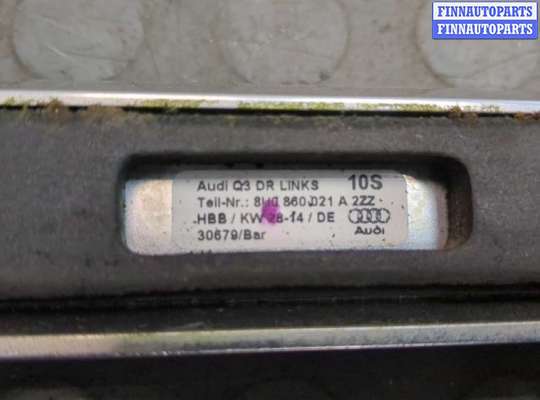 FINNAUTOPARTS
FINNAUTOPARTS
FINNAUTOPARTS
Audi Q3 DR LINKS 10S
Teil-Nr.: 8U0 860 021 A 2ZZ
HBB / KW 28-14 / DE
30679/Bar Audi